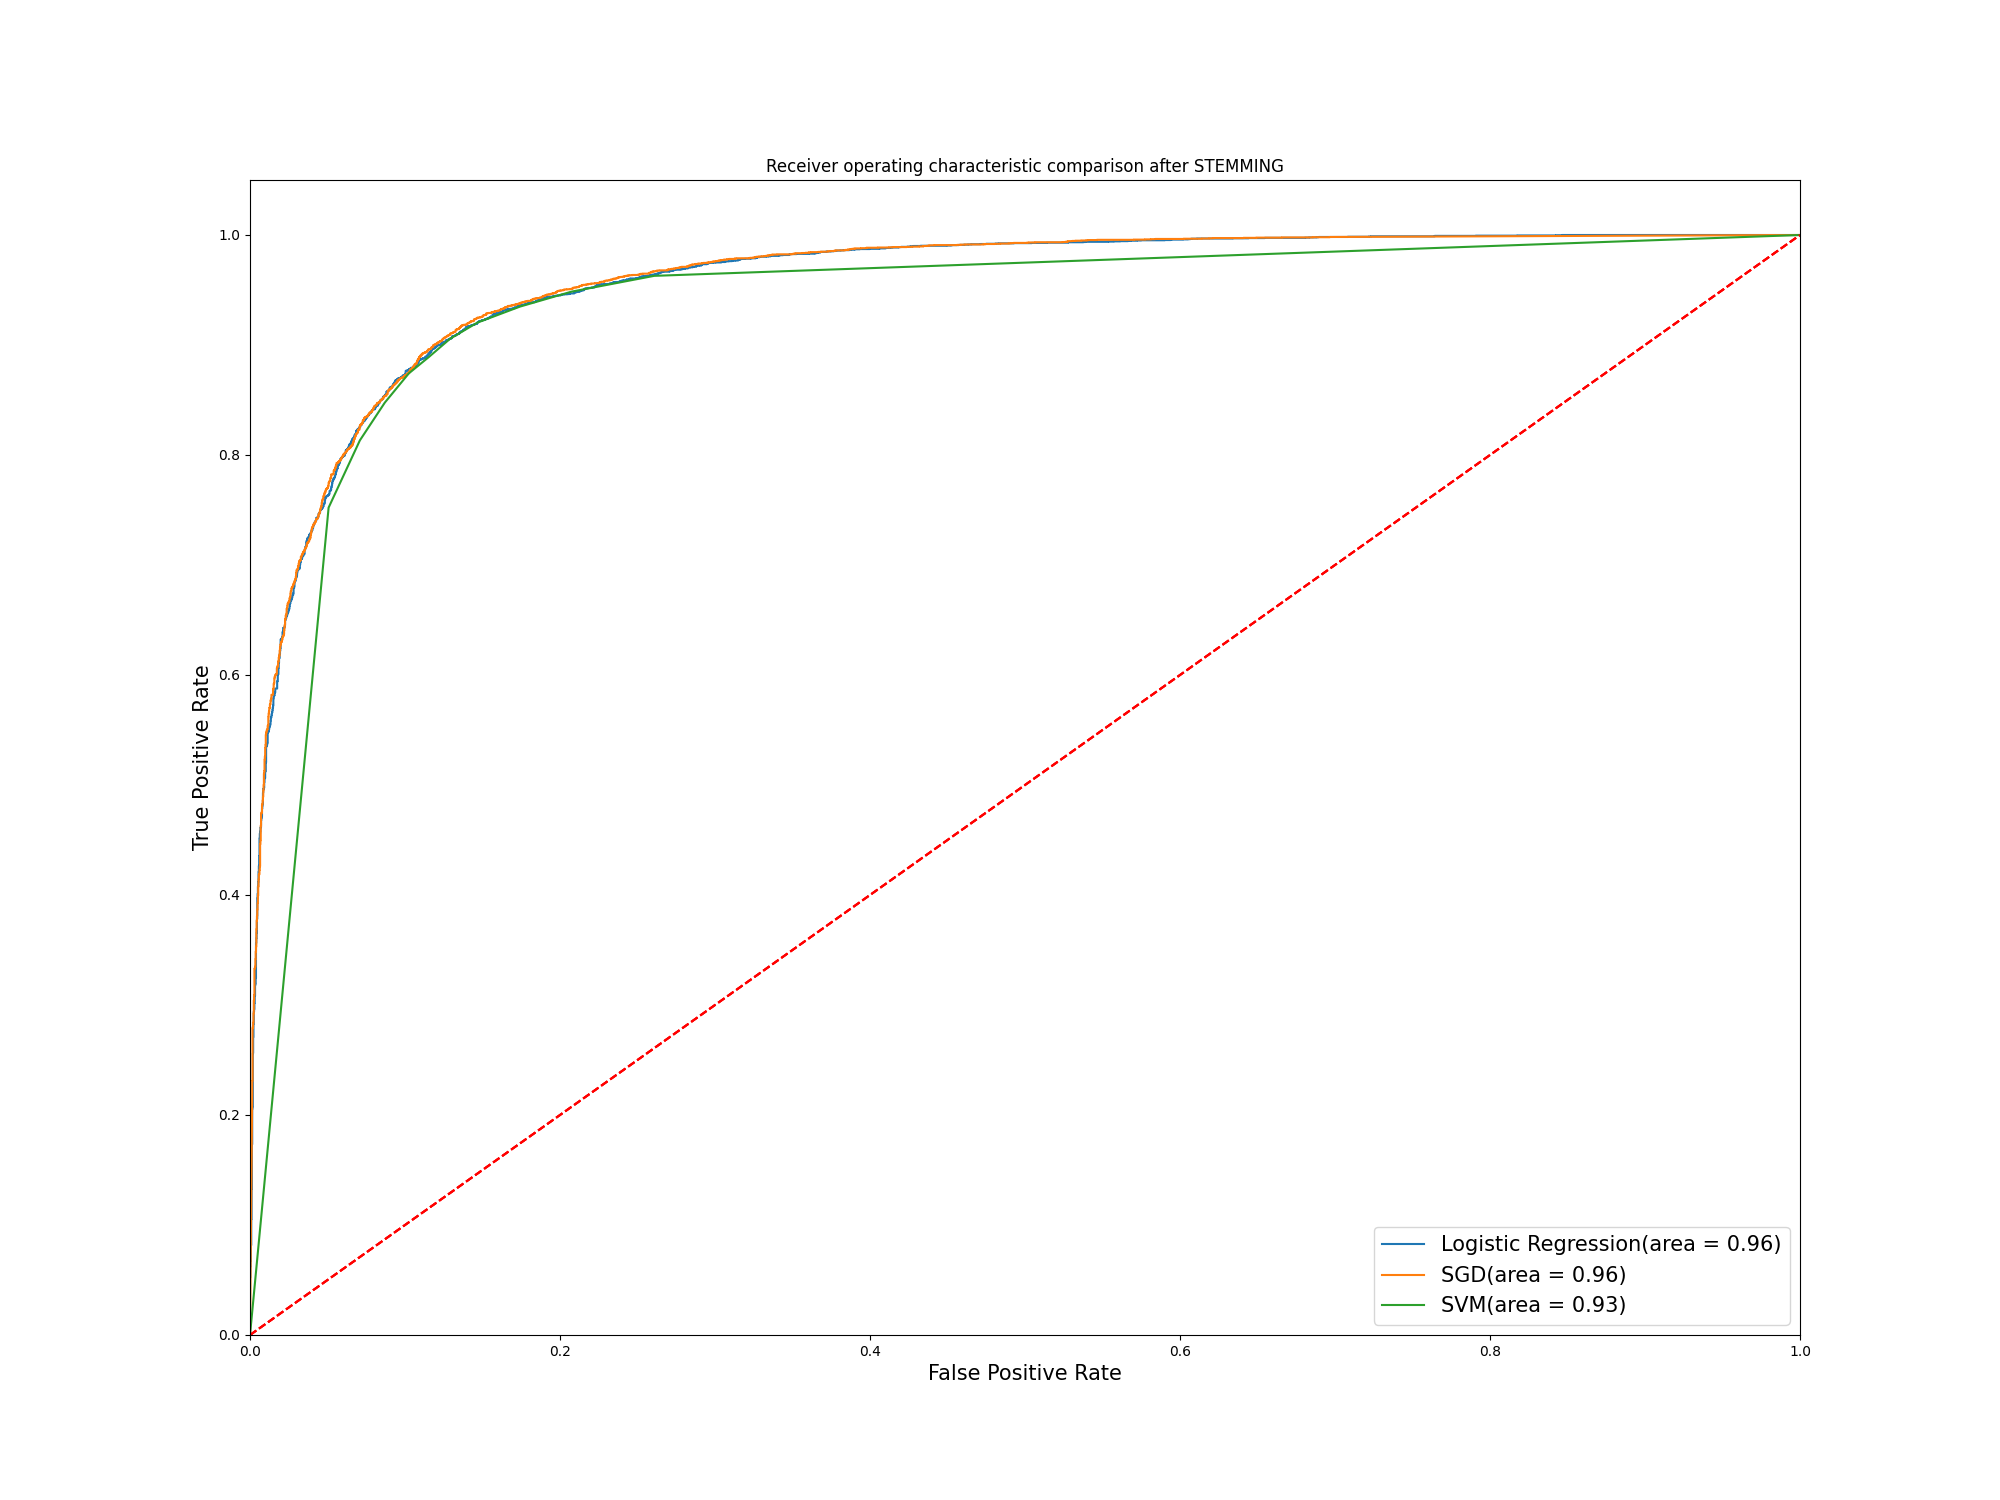 Receiver operating characteristic comparison after STEMMING
1.0
0.8
0.6
0.4
0.2
0.0
True Positive Rate
0.0 0.2 0.4 0.6 0.8 1.0
False Positive Rate
Logistic Regression(area = 0.96)
SGD(area = 0.96)
SVM(area = 0.93)